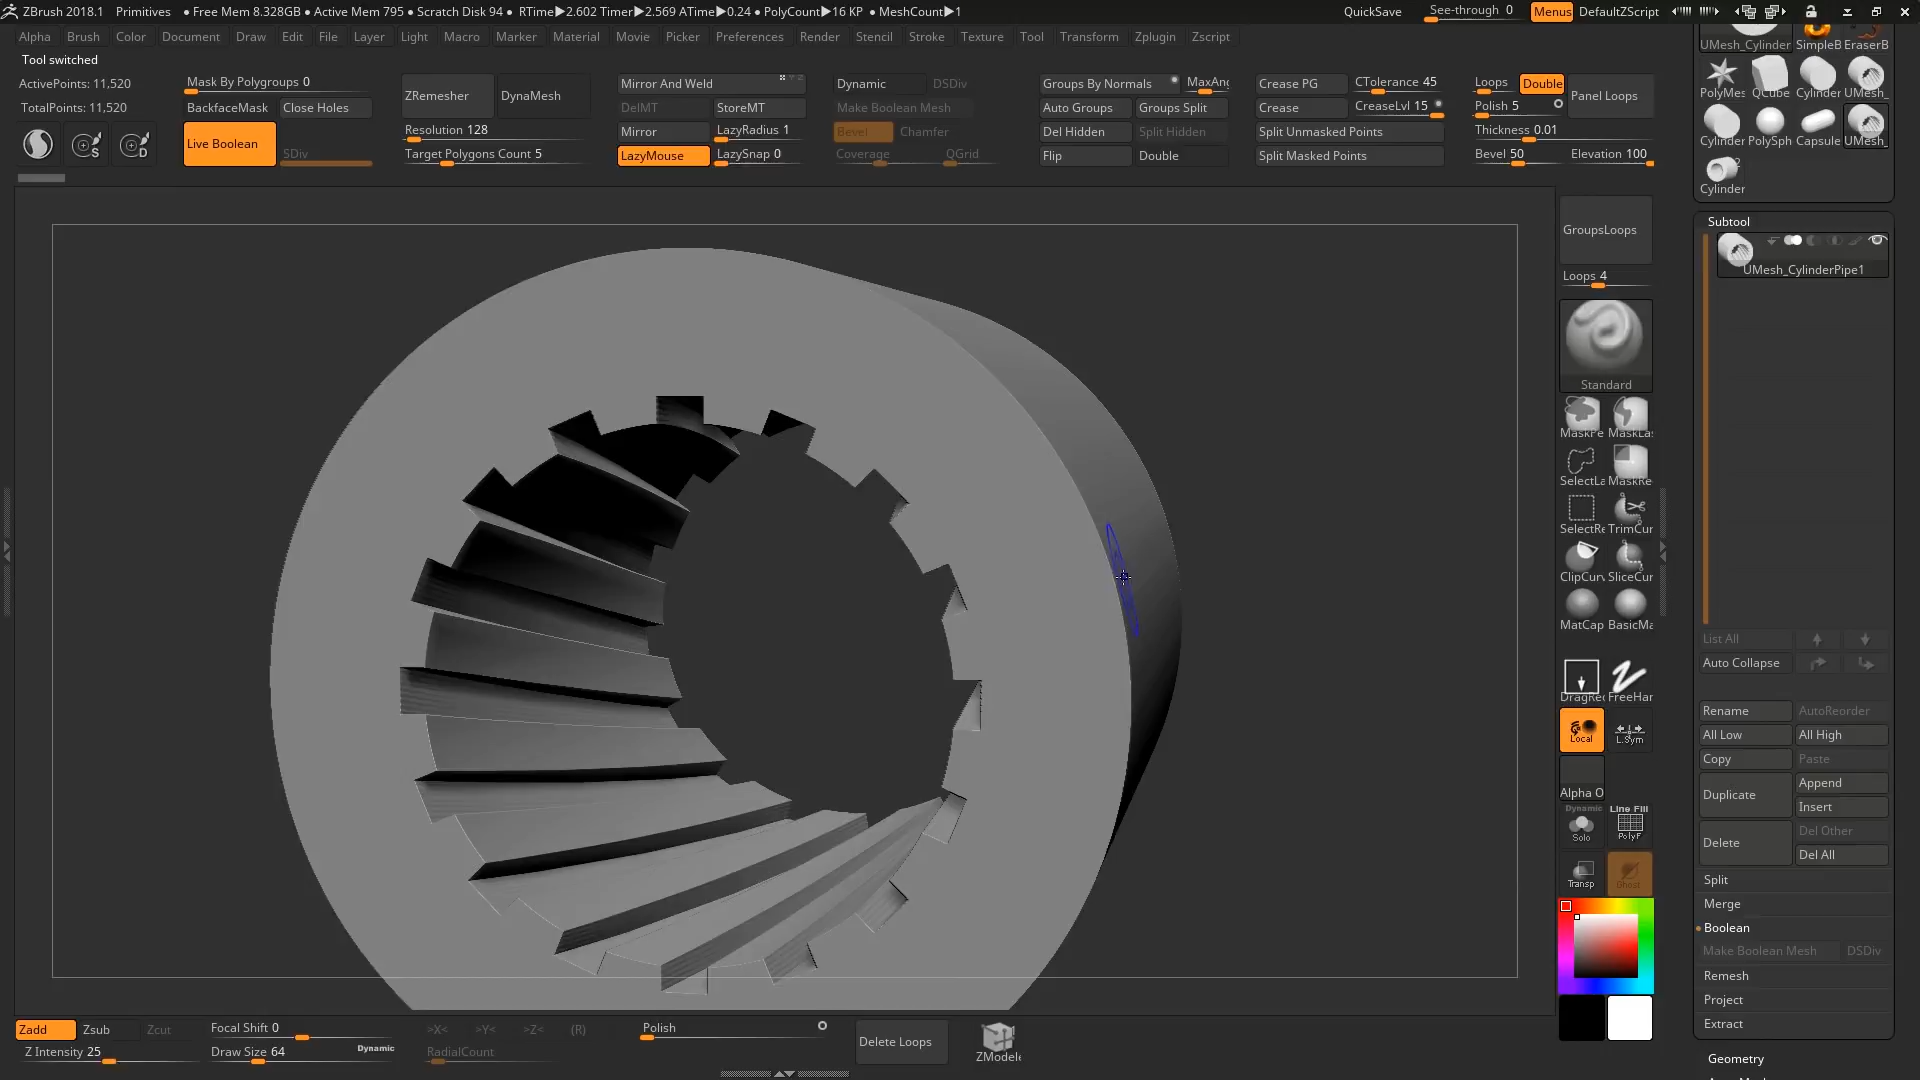 ZBrush 2018.1 Primitives • Free Mem 8.328GB • Active Mem 795 • Scratch Disk 94 • RTime▶2.602 Timer▶2.569 ATime▶0.24 • PolyCount▶16 KP • MeshCount▶1 QuickSave See-through 0 Menus DefaultZScript
Alpha Brush Color Document Draw Edit File Layer Light Macro Marker Material Movie Picker Preferences Render Stencil Stroke Texture Tool Transform Zplugin Zscript
UMesh_Cylinder SimpleB EraserB
Tool switched
ActivePoints: 11,520 Mask By Polygroups 0 ZRemesher DynaMesh Mirror And Weld Dynamic DSDiv Groups By Normals MaxAng Crease PG CTolerance 45 Loops Double Panel Loops
PolyMes QCube Cylinder UMesh_
TotalPoints: 11,520 BackfaceMask Close Holes DelMT StoreMT Make Boolean Mesh Auto Groups Groups Split Crease CreaseLvl 15 Polish 5
Live Boolean SDiv Resolution 128 Mirror LazyRadius 1 Bevel Chamfer Del Hidden Split Hidden Split Unmasked Points Thickness 0.01
Cylinder PolySph Capsule UMesh_
Target Polygons Count 5 LazyMouse LazySnap 0 Coverage QGrid Flip Double Split Masked Points Bevel 50 Elevation 100
S D
2
Cylinder
Subtool
GroupsLoops
UMesh_CylinderPipe1
Loops 4
Standard
MaskPe MaskLa
SelectLa MaskRe
SelectRe TrimCur
ClipCurv SliceCur
MatCap BasicMa
List All
Auto Collapse
DragRec FreeHar
Rename AutoReorder
Local L.Sym
All Low All High
Copy Paste
Alpha O
Duplicate Append
Insert
Dynamic Line Fill
Solo PolyF
Delete Del Other
Del All
Transp Ghost
Split
Merge
Boolean
Make Boolean Mesh DSDiv
Remesh
Project
Extract
Geometry
Zadd Zsub Zcut Focal Shift 0 >X< >Y< >Z< (R) Polish Delete Loops
Z Intensity 25 Draw Size 64 Dynamic RadialCount ZModele